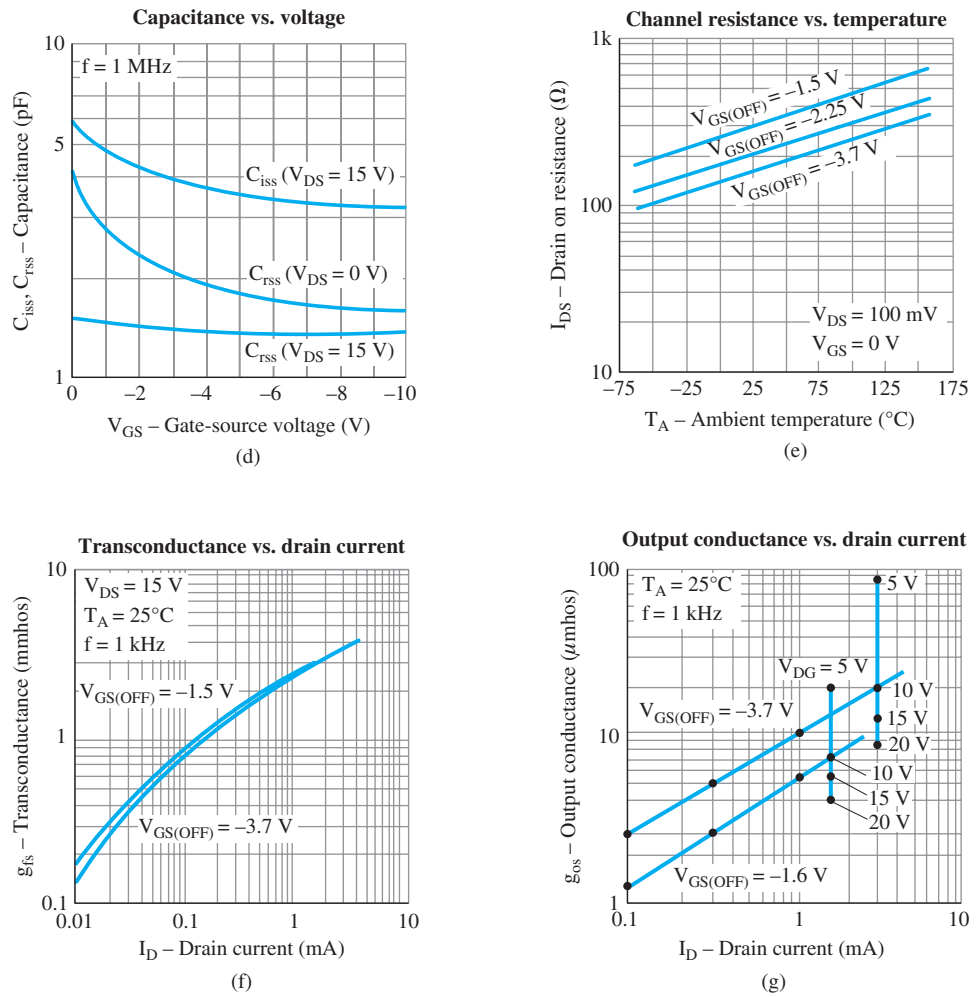 Capacitance vs. voltage
10
f = 1 MHz
5
C_iss, C_rss – Capacitance (pF)
C_iss (V_DS = 15 V)
C_rss (V_DS = 0 V)
C_rss (V_DS = 15 V)
1
0 –2 –4 –6 –8 –10
V_GS – Gate-source voltage (V)
(d)
Channel resistance vs. temperature
1k
I_DS – Drain on resistance (Ω)
V_GS(OFF) = –1.5 V
V_GS(OFF) = –2.25 V
V_GS(OFF) = –3.7 V
100
V_DS = 100 mV
V_GS = 0 V
10
–75 –25 25 75 125 175
T_A – Ambient temperature (°C)
(e)
Transconductance vs. drain current
10
V_DS = 15 V
T_A = 25°C
f = 1 kHz
g_fs – Transconductance (mmhos)
V_GS(OFF) = –1.5 V
1
V_GS(OFF) = –3.7 V
0.1
0.01 0.1 1 10
I_D – Drain current (mA)
(f)
Output conductance vs. drain current
100
T_A = 25°C
f = 1 kHz
5 V
g_os – Output conductance (μmhos)
V_DG = 5 V
10 V
V_GS(OFF) = –3.7 V
15 V
10
20 V
10 V
15 V
20 V
V_GS(OFF) = –1.6 V
1
0.1 1 10
I_D – Drain current (mA)
(g)